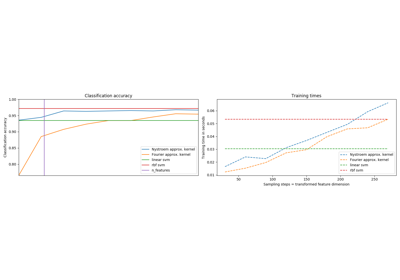 Classification accuracy
Classification accuracy
1.00
0.95
0.90
0.85
Nystroem approx. kernel
Fourier approx. kernel
linear svm
rbf svm
n_features
Training times
Training time in seconds
0.06
0.05
0.04
0.03
0.02
0.01
50
100
150
200
250
Sampling steps = transformed feature dimension
Nystroem approx. kernel
Fourier approx. kernel
linear svm
rbf svm